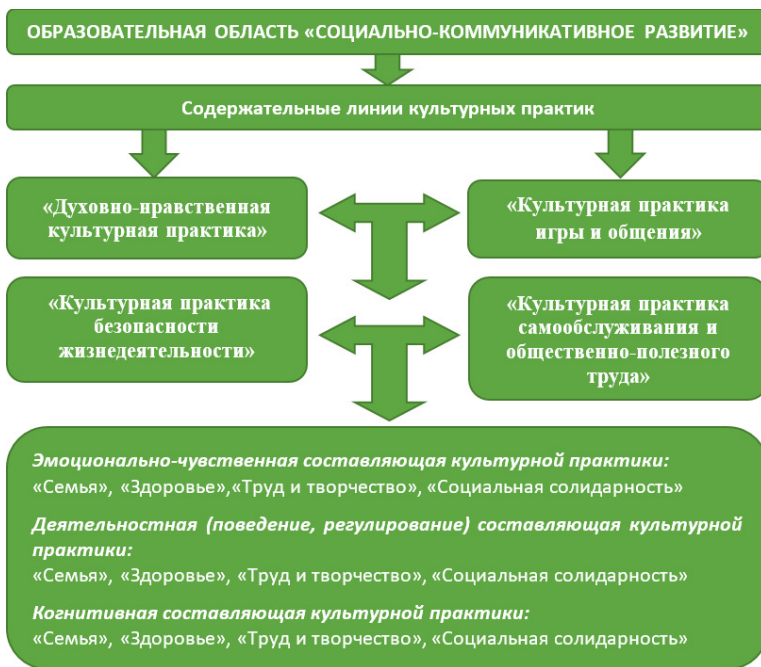 ОБРАЗОВАТЕЛЬНАЯ ОБЛАСТЬ «СОЦИАЛЬНО-КОММУНИКАТИВНОЕ РАЗВИТИЕ»
Содержательные линии культурных практик
«Духовно-нравственная
культурная практика»
«Культурная практика
игры и общения»
«Культурная практика
безопасности
жизнедеятельности»
«Культурная практика
самообслуживания и
общественно-полезного
труда»
Эмоционально-чувственная составляющая культурной практики:
«Семья», «Здоровье»,«Труд и творчество», «Социальная солидарность»
Деятельностная (поведение, регулирование) составляющая культурной
практики:
«Семья», «Здоровье», «Труд и творчество», «Социальная солидарность»
Когнитивная составляющая культурной практики:
«Семья», «Здоровье», «Труд и творчество», «Социальная солидарность»